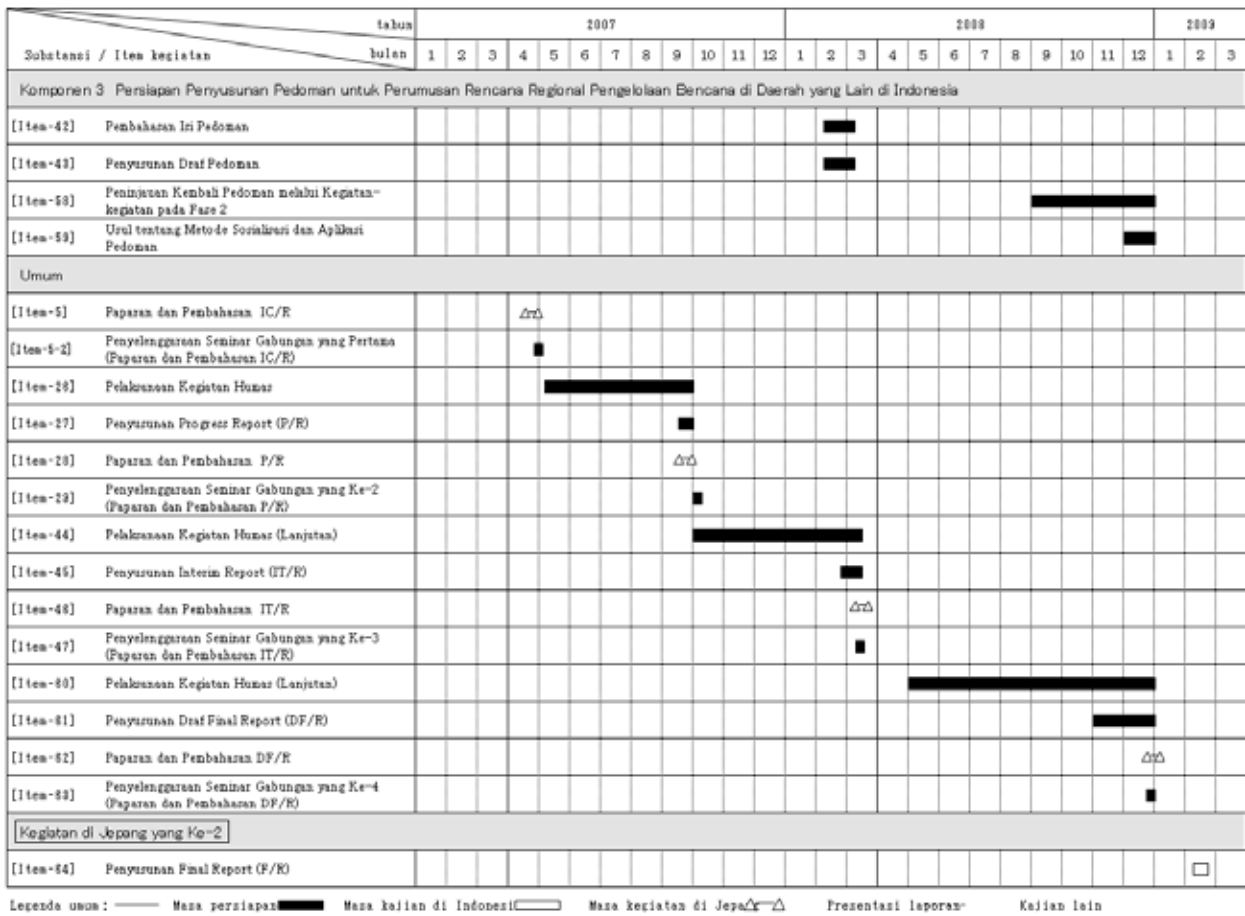 tahun 2007 2008 2009
Substansi / Item kegiatan bulan 1 2 3 4 5 6 7 8 9 10 11 12 1 2 3 4 5 6 7 8 9 10 11 12 1 2 3
Komponen 3 Persiapan Penyusunan Pedoman untuk Perumusan Rencana Regional Pengelolaan Bencana di Daerah yang Lain di Indonesia
[Item-42] Pembahasan Isi Pedoman
[Item-43] Penyusunan Draf Pedoman
[Item-58] Peninjauan Kembali Pedoman melalui Kegiatan-
kegiatan pada Fase 2
[Item-59] Usul tentang Metode Sosialisasi dan Aplikasi
Pedoman
Umum
[Item-5] Paparan dan Pembahasan IC/R
[Item-5-2] Penyelenggaraan Seminar Gabungan yang Pertama
(Paparan dan Pembahasan IC/R)
[Item-26] Pelaksanaan Kegiatan Humas
[Item-27] Penyusunan Progress Report (P/R)
[Item-28] Paparan dan Pembahasan P/R
[Item-29] Penyelenggaraan Seminar Gabungan yang Ke-2
(Paparan dan Pembahasan P/R)
[Item-44] Pelaksanaan Kegiatan Humas (Lanjutan)
[Item-45] Penyusunan Interim Report (IT/R)
[Item-46] Paparan dan Pembahasan IT/R
[Item-47] Penyelenggaraan Seminar Gabungan yang Ke-3
(Paparan dan Pembahasan IT/R)
[Item-60] Pelaksanaan Kegiatan Humas (Lanjutan)
[Item-61] Penyusunan Draf Final Report (DF/R)
[Item-62] Paparan dan Pembahasan DF/R
[Item-63] Penyelenggaraan Seminar Gabungan yang Ke-4
(Paparan dan Pembahasan DF/R)
Kegiatan di Jepang yang Ke-2
[Item-64] Penyusunan Final Report (F/R)
Legenda umum : Masa persiapan Masa kajian di Indonesi Masa kegiatan di Jepa Presentasi laporan- Kajian lain